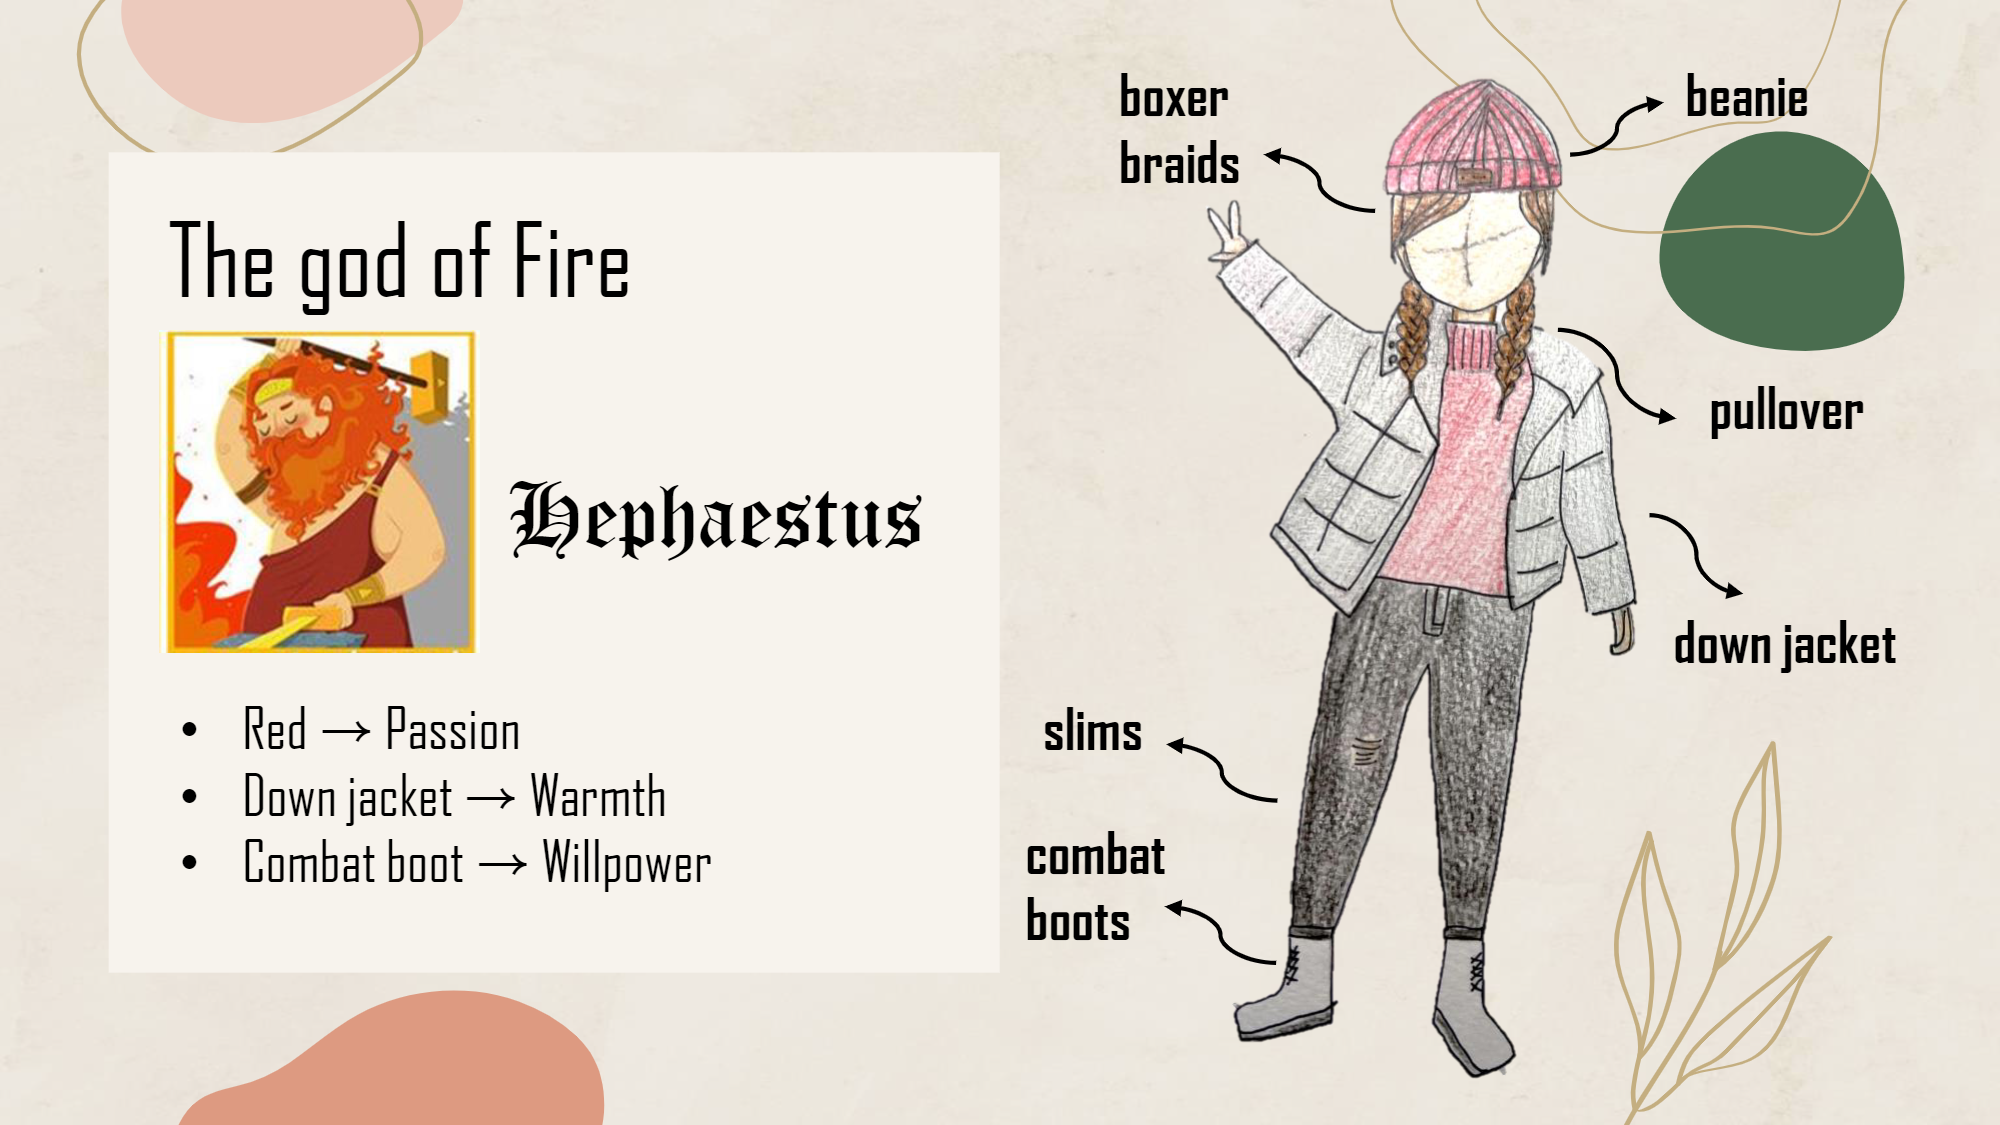 The god of Fire
Hephaestus
• Red → Passion
• Down jacket → Warmth
• Combat boot → Willpower
boxer
braids
beanie
pullover
down jacket
slims
combat
boots